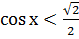 cos x < √2/2